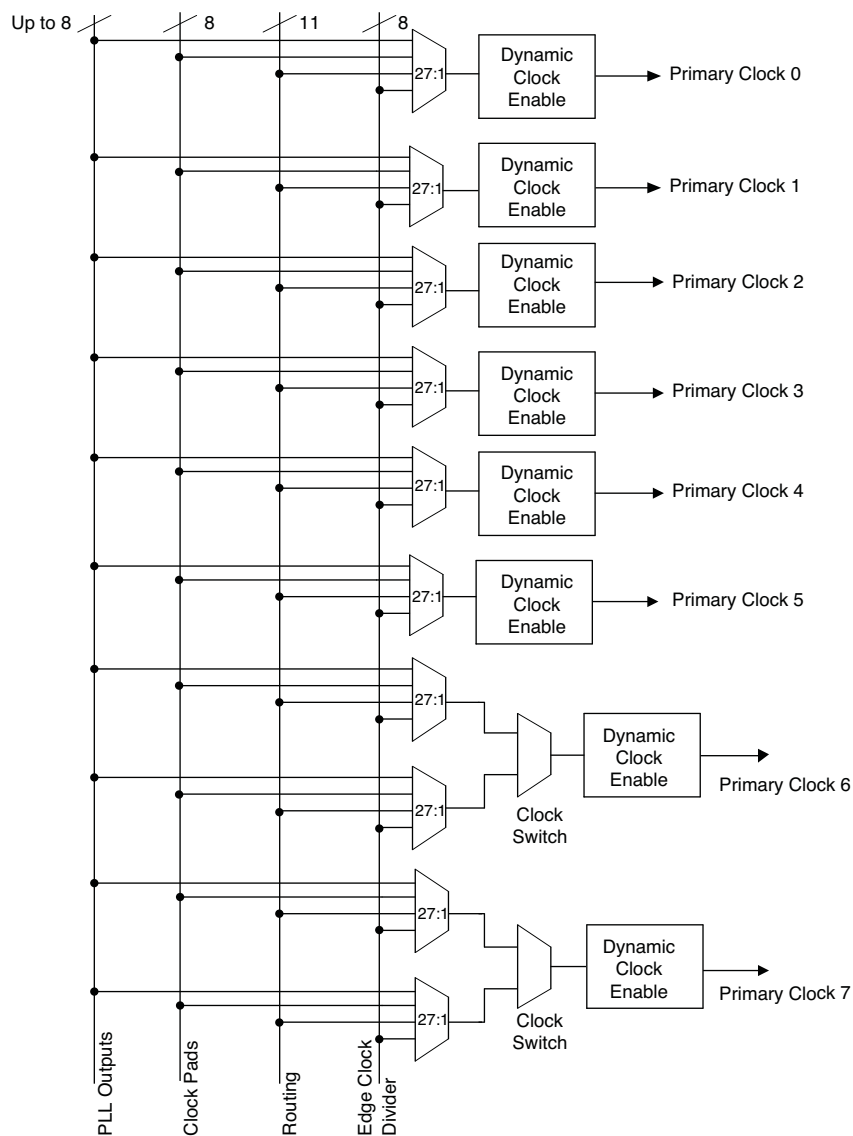 Up to 8
8
11
8
27:1
Dynamic
Clock
Enable
Primary Clock 0
27:1
Dynamic
Clock
Enable
Primary Clock 1
27:1
Dynamic
Clock
Enable
Primary Clock 2
27:1
Dynamic
Clock
Enable
Primary Clock 3
27:1
Dynamic
Clock
Enable
Primary Clock 4
27:1
Dynamic
Clock
Enable
Primary Clock 5
27:1
27:1
Clock
Switch
Dynamic
Clock
Enable
Primary Clock 6
27:1
27:1
Clock
Switch
Dynamic
Clock
Enable
Primary Clock 7
PLL Outputs
Clock Pads
Routing
Edge Clock
Divider